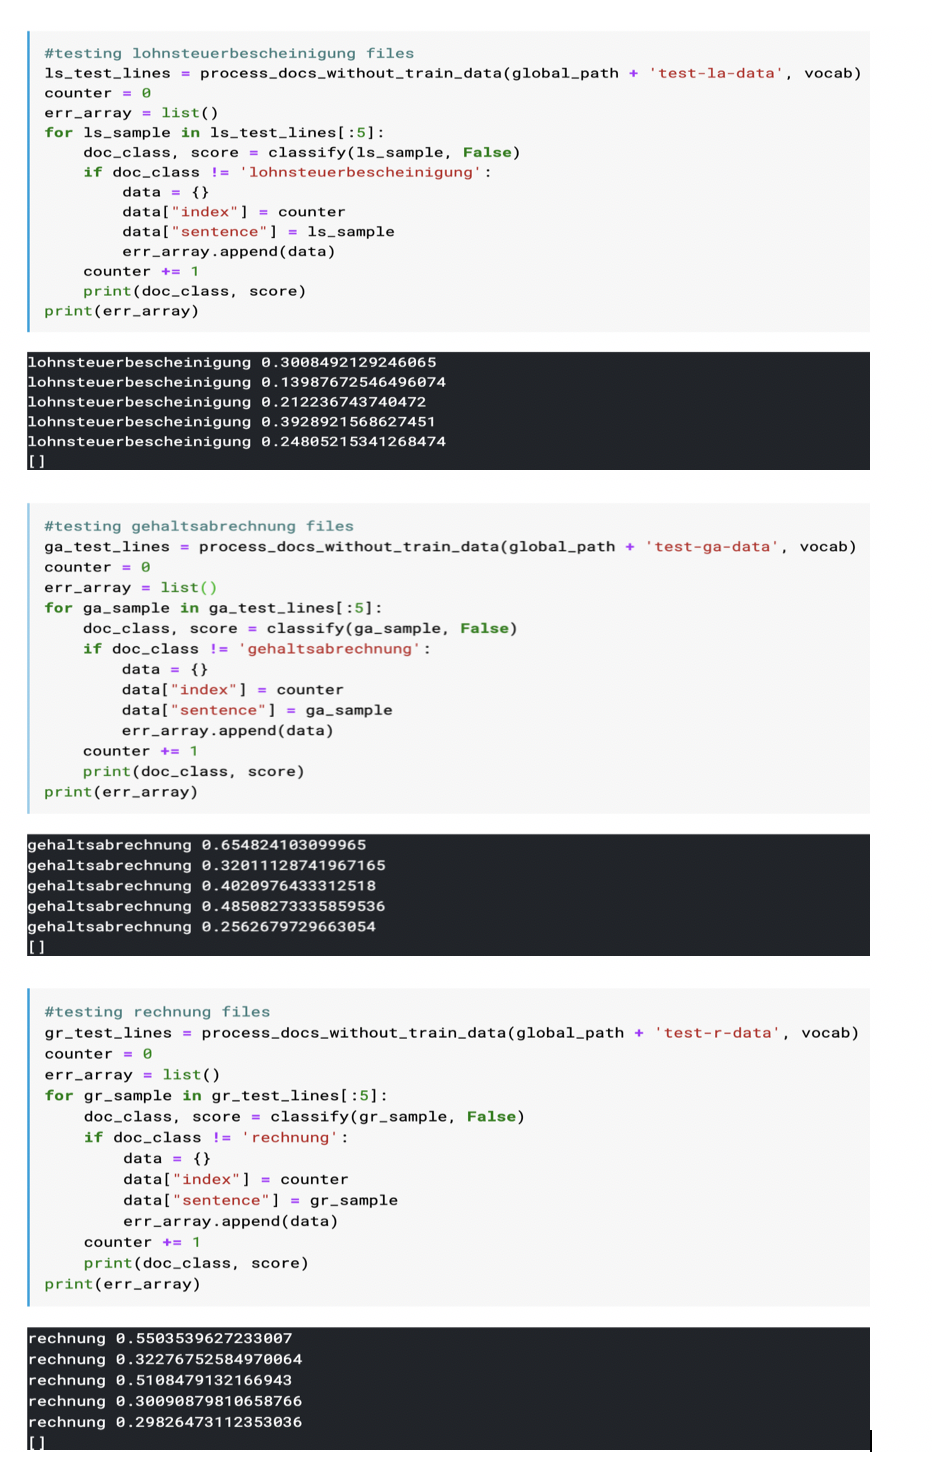 #testing lohnsteuerbescheinigung files
ls_test_lines = process_docs_without_train_data(global_path + 'test-la-data', vocab)
counter = 0
err_array = list()
for ls_sample in ls_test_lines[:5]:
    doc_class, score = classify(ls_sample, False)
    if doc_class != 'lohnsteuerbescheinigung':
        data = {}
        data["index"] = counter
        data["sentence"] = ls_sample
        err_array.append(data)
    counter += 1
    print(doc_class, score)
print(err_array)
lohnsteuerbescheinigung 0.3008492129246065
lohnsteuerbescheinigung 0.13987672546496074
lohnsteuerbescheinigung 0.212236743740472
lohnsteuerbescheinigung 0.3928921568627451
lohnsteuerbescheinigung 0.24805215341268474
[]
#testing gehaltsabrechnung files
ga_test_lines = process_docs_without_train_data(global_path + 'test-ga-data', vocab)
counter = 0
err_array = list()
for ga_sample in ga_test_lines[:5]:
    doc_class, score = classify(ga_sample, False)
    if doc_class != 'gehaltsabrechnung':
        data = {}
        data["index"] = counter
        data["sentence"] = ga_sample
        err_array.append(data)
    counter += 1
    print(doc_class, score)
print(err_array)
gehaltsabrechnung 0.654824103099965
gehaltsabrechnung 0.32011128741967165
gehaltsabrechnung 0.4020976433312518
gehaltsabrechnung 0.48508273335859536
gehaltsabrechnung 0.2562679729663054
[]
#testing rechnung files
gr_test_lines = process_docs_without_train_data(global_path + 'test-r-data', vocab)
counter = 0
err_array = list()
for gr_sample in gr_test_lines[:5]:
    doc_class, score = classify(gr_sample, False)
    if doc_class != 'rechnung':
        data = {}
        data["index"] = counter
        data["sentence"] = gr_sample
        err_array.append(data)
    counter += 1
    print(doc_class, score)
print(err_array)
rechnung 0.5503539627233007
rechnung 0.32276752584970064
rechnung 0.5108479132166943
rechnung 0.30090879810658766
rechnung 0.29826473112353036
[]